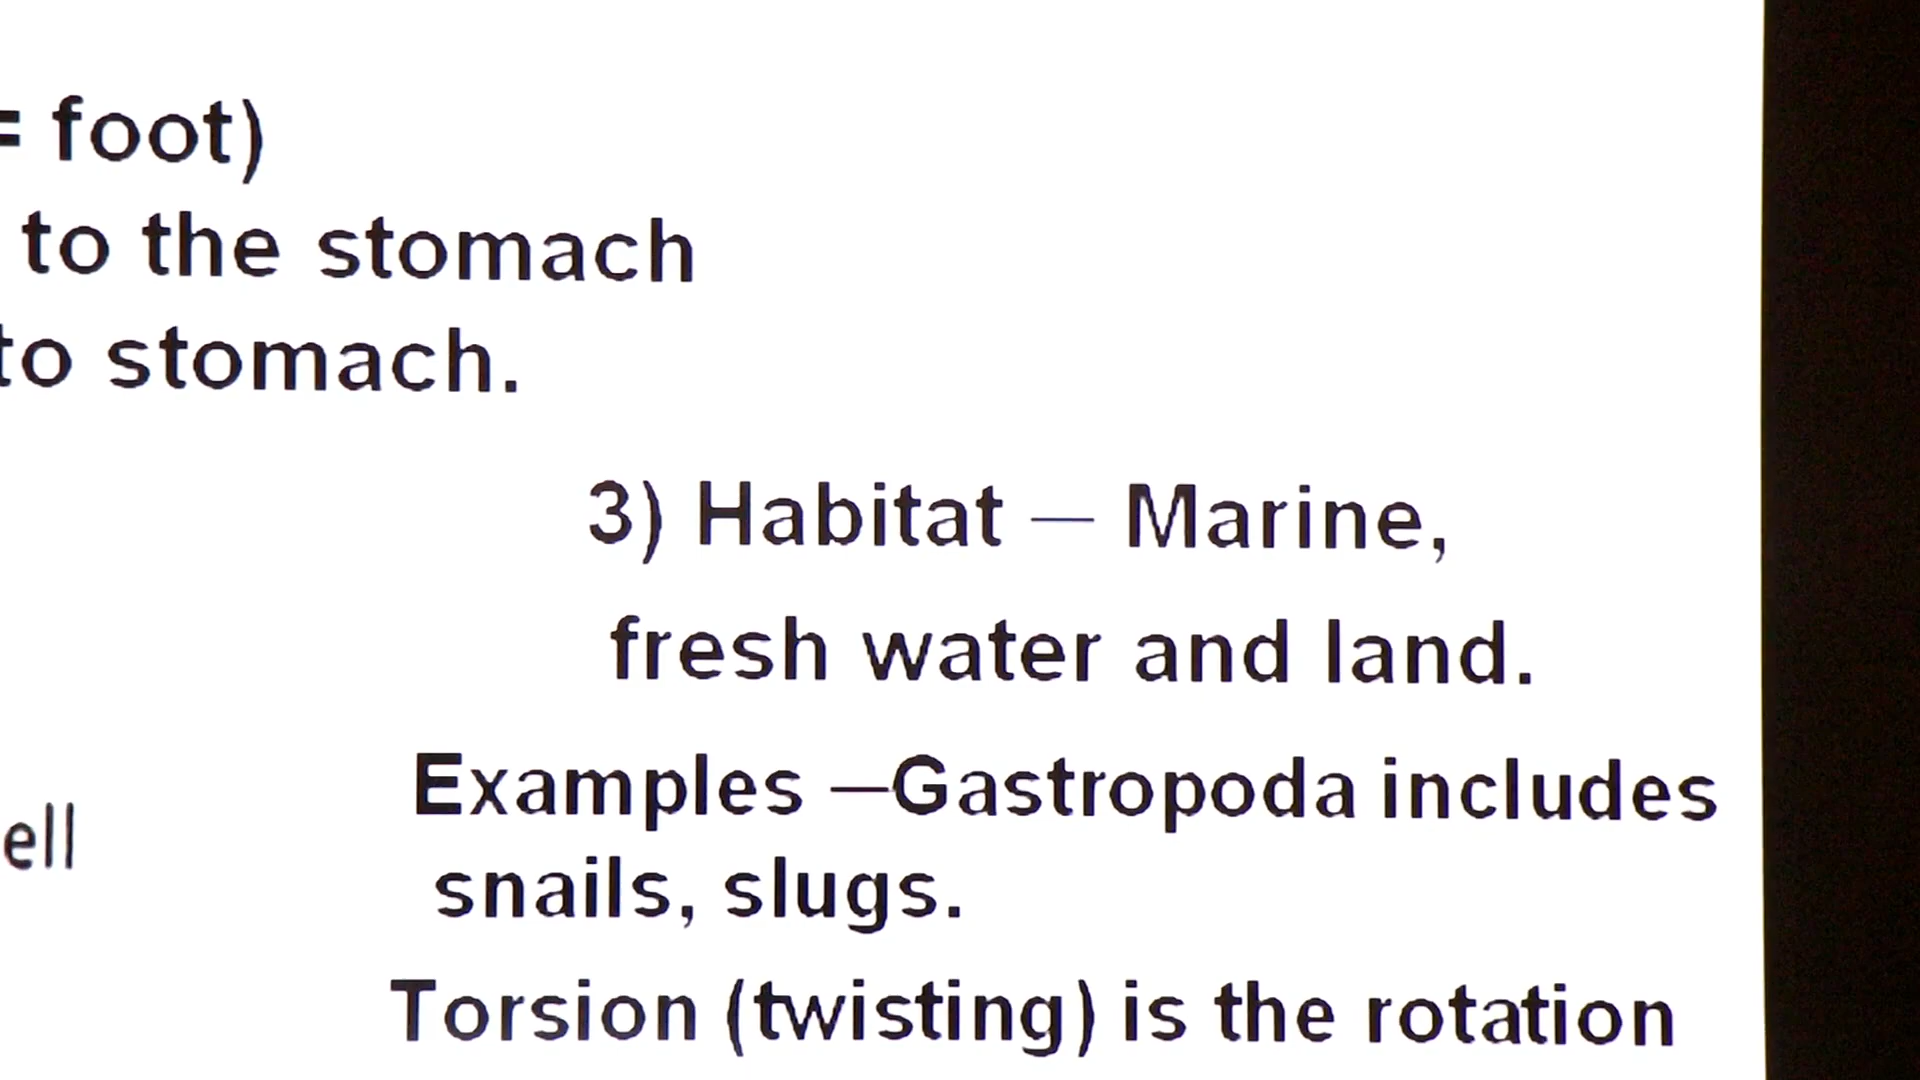 = foot)
to the stomach
to stomach.
3) Habitat — Marine,
fresh water and land.
Examples —Gastropoda includes
snails, slugs.
ell
Torsion (twisting) is the rotation